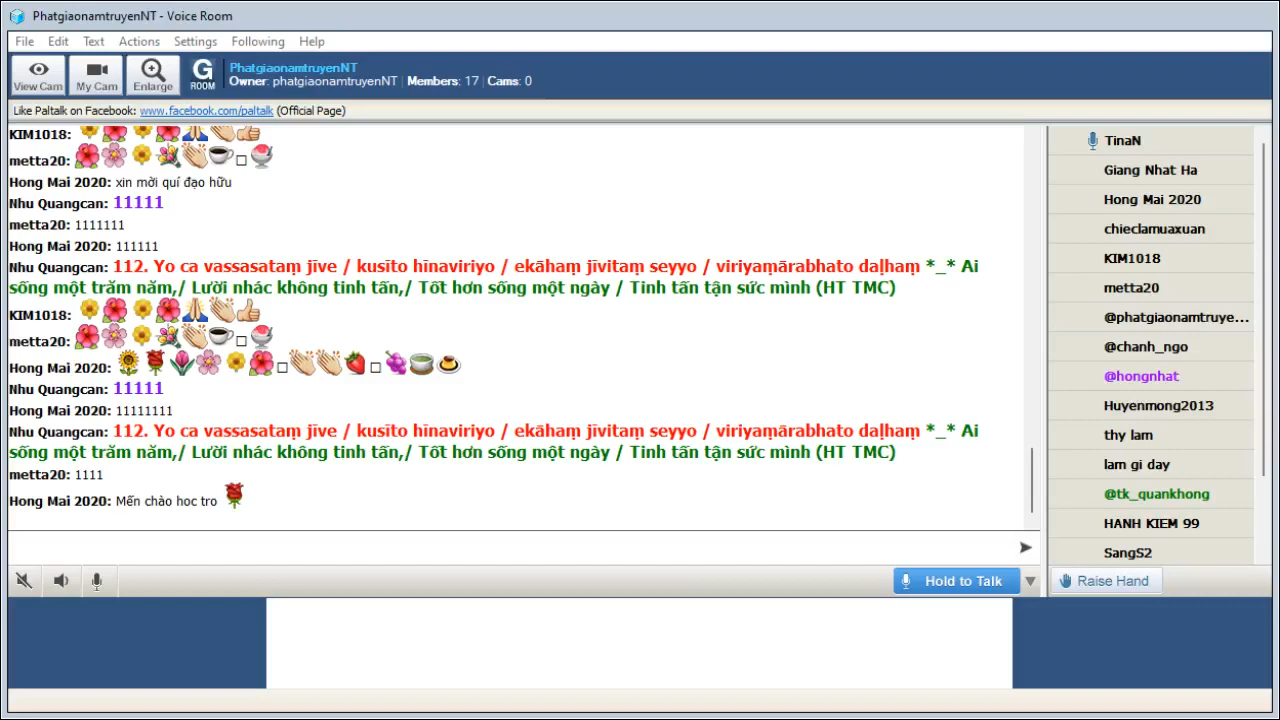 PhatgiaonamtruyenNT - Voice Room
File Edit Text Actions Settings Following Help
View Cam My Cam Enlarge G ROOM
PhatgiaonamtruyenNT
Owner: phatgiaonamtruyenNT | Members: 17 | Cams: 0
Like Paltalk on Facebook: www.facebook.com/paltalk (Official Page)
KIM1018:
metta20:
Hong Mai 2020: xin mời quí đạo hữu
Nhu Quangcan: 11111
metta20: 1111111
Hong Mai 2020: 111111
Nhu Quangcan: 112. Yo ca vassasataṃ jīve / kusīto hīnaviriyo / ekāhaṃ jīvitaṃ seyyo / viriyaṃārabhato daḷhaṃ *_* Ai
sống một trăm năm,/ Lười nhác không tinh tấn,/ Tốt hơn sống một ngày / Tinh tấn tận sức mình (HT TMC)
KIM1018:
metta20:
Hong Mai 2020:
Nhu Quangcan: 11111
Hong Mai 2020: 11111111
Nhu Quangcan: 112. Yo ca vassasataṃ jīve / kusīto hīnaviriyo / ekāhaṃ jīvitaṃ seyyo / viriyaṃārabhato daḷhaṃ *_* Ai
sống một trăm năm,/ Lười nhác không tinh tấn,/ Tốt hơn sống một ngày / Tinh tấn tận sức mình (HT TMC)
metta20: 1111
Hong Mai 2020: Mến chào hoc tro
Hold to Talk
TinaN
Giang Nhat Ha
Hong Mai 2020
chieclamuaxuan
KIM1018
metta20
@phatgiaonamtruye...
@chanh_ngo
@hongnhat
Huyenmong2013
thy lam
lam gi day
@tk_quankhong
HANH KIEM 99
SangS2
Raise Hand